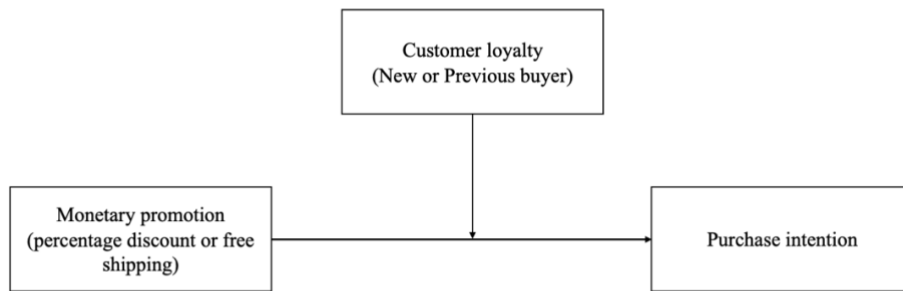 Customer loyalty
(New or Previous buyer)
Monetary promotion
(percentage discount or free
shipping)
Purchase intention